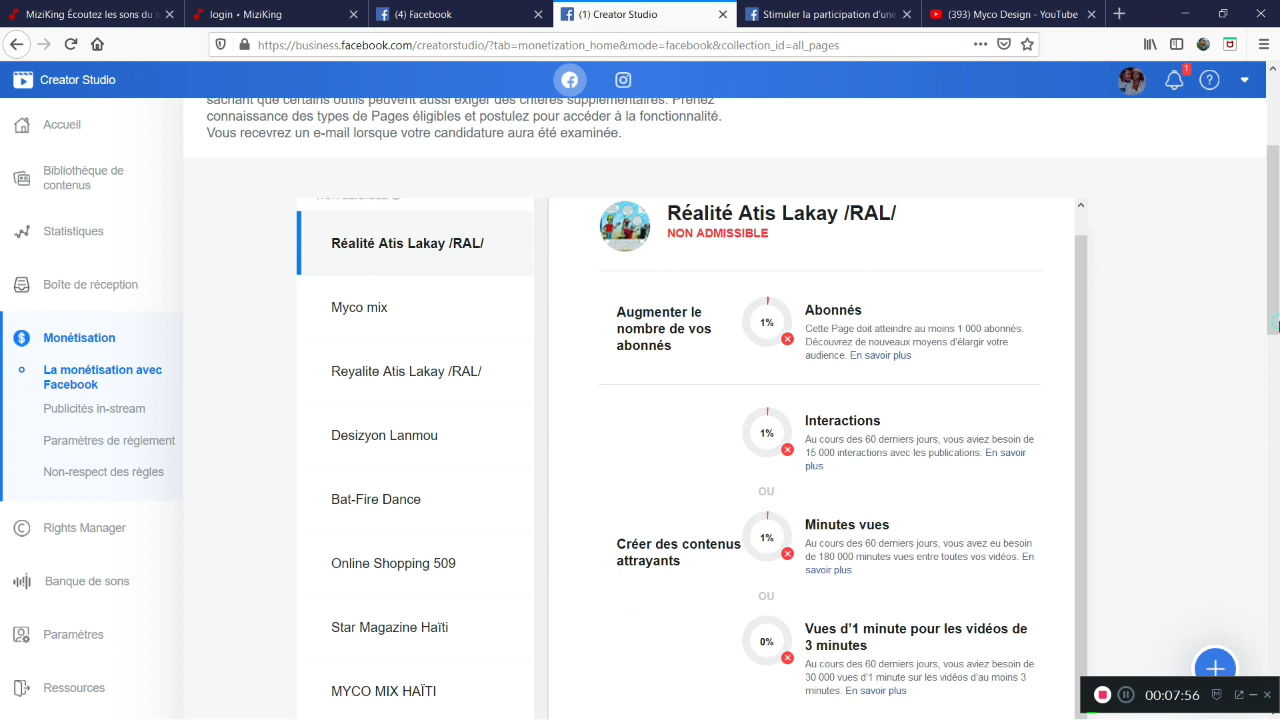 MiziKing Écoutez les sons du m
login • MiziKing
(4) Facebook
(1) Creator Studio
Stimuler la participation d'une
(393) Myco Design - YouTube
https://business.facebook.com/creatorstudio/?tab=monetization_home&mode=facebook&collection_id=all_pages
Creator Studio
1
sachant que certains outils peuvent aussi exiger des critères supplémentaires. Prenez
connaissance des types de Pages éligibles et postulez pour accéder à la fonctionnalité.
Vous recevrez un e-mail lorsque votre candidature aura été examinée.
Accueil
Bibliothèque de
contenus
Statistiques
Boîte de réception
Monétisation
La monétisation avec
Facebook
Publicités in-stream
Paramètres de règlement
Non-respect des règles
Rights Manager
Banque de sons
Paramètres
Ressources
Réalité Atis Lakay /RAL/
Myco mix
Reyalite Atis Lakay /RAL/
Desizyon Lanmou
Bat-Fire Dance
Online Shopping 509
Star Magazine Haïti
MYCO MIX HAÏTI
Réalité Atis Lakay /RAL/
NON ADMISSIBLE
Augmenter le
nombre de vos
abonnés
1%
Abonnés
Cette Page doit atteindre au moins 1 000 abonnés.
Découvrez de nouveaux moyens d'élargir votre
audience. En savoir plus
Créer des contenus
attrayants
1%
Interactions
Au cours des 60 derniers jours, vous aviez besoin de
15 000 interactions avec les publications. En savoir
plus
OU
1%
Minutes vues
Au cours des 60 derniers jours, vous avez eu besoin
de 180 000 minutes vues entre toutes vos vidéos. En
savoir plus
OU
0%
Vues d'1 minute pour les vidéos de
3 minutes
Au cours des 60 derniers jours, vous aviez besoin de
30 000 vues d'1 minute sur les vidéos d'au moins 3
minutes. En savoir plus
00:07:56